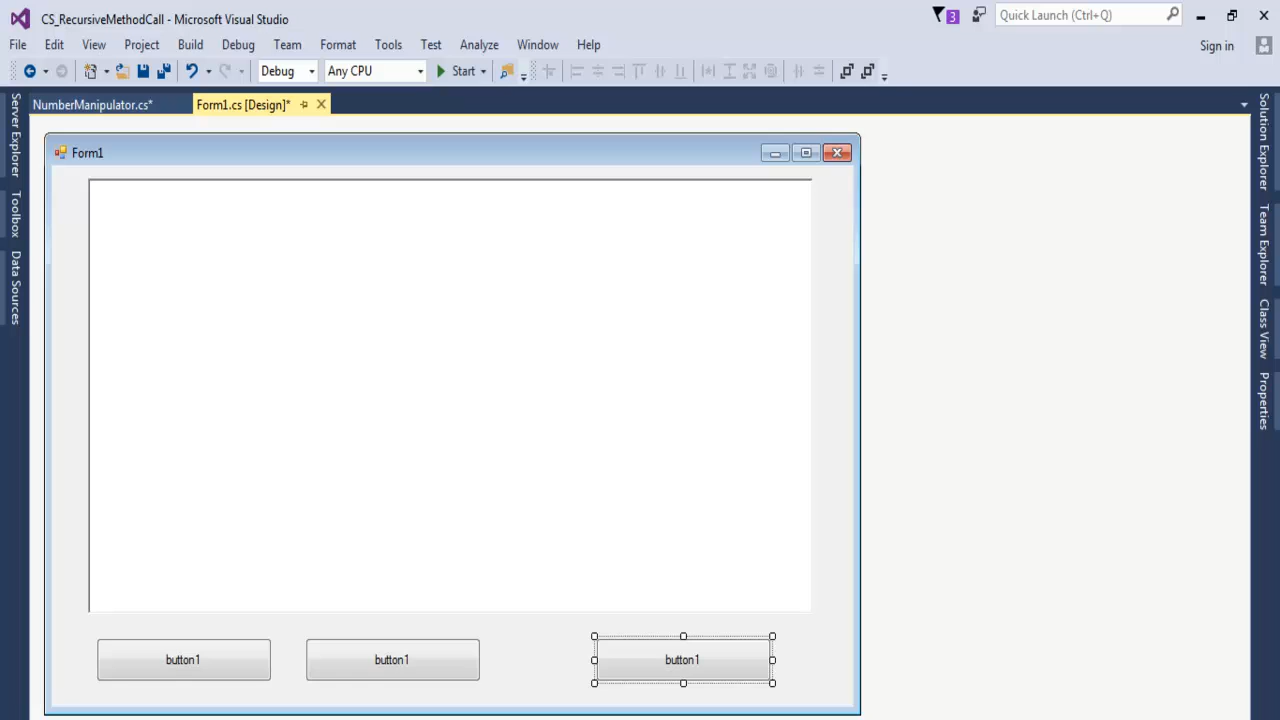 CS_RecursiveMethodCall - Microsoft Visual Studio
3
Quick Launch (Ctrl+Q)
File Edit View Project Build Debug Team Format Tools Test Analyze Window Help
Sign in
Debug Any CPU Start
NumberManipulator.cs*
Form1.cs [Design]*
Server Explorer
Toolbox
Data Sources
Form1
button1
button1
button1
Solution Explorer
Team Explorer
Class View
Properties